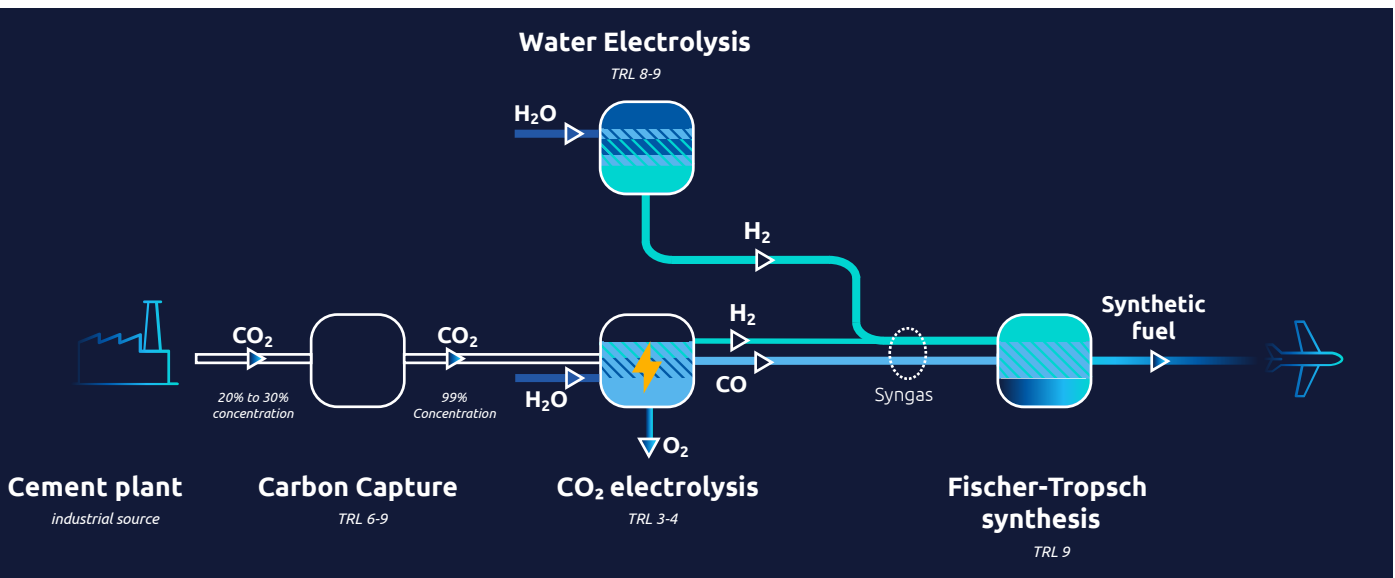 Water Electrolysis
TRL 8-9
H₂O
H₂
CO₂
20% to 30%
concentration
CO₂
99%
Concentration
H₂O
H₂
CO
O₂
Syngas
Synthetic
fuel
Cement plant
industrial source
Carbon Capture
TRL 6-9
CO₂ electrolysis
TRL 3-4
Fischer-Tropsch
synthesis
TRL 9